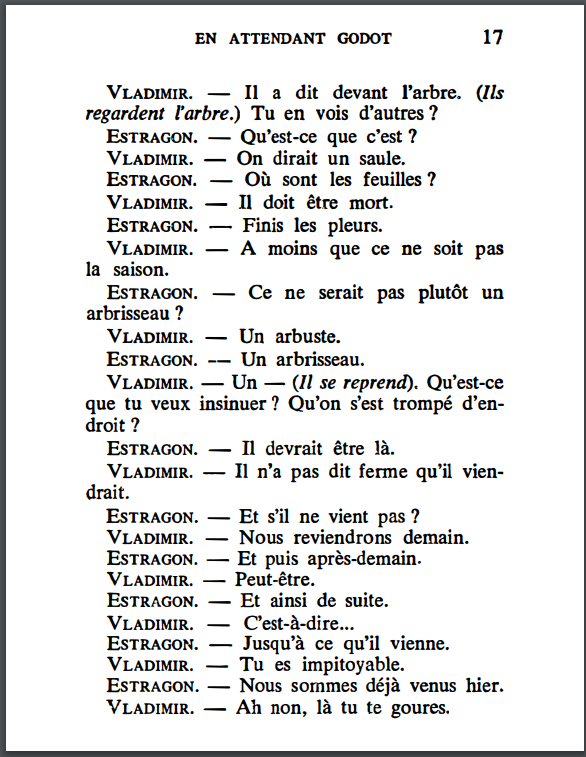 EN ATTENDANT GODOT 17
VLADIMIR. — Il a dit devant l'arbre. (Ils
regardent l'arbre.) Tu en vois d'autres ?
ESTRAGON. — Qu'est-ce que c'est ?
VLADIMIR. — On dirait un saule.
ESTRAGON. — Où sont les feuilles ?
VLADIMIR. — Il doit être mort.
ESTRAGON. — Finis les pleurs.
VLADIMIR. — A moins que ce ne soit pas
la saison.
ESTRAGON. — Ce ne serait pas plutôt un
arbrisseau ?
VLADIMIR. — Un arbuste.
ESTRAGON. –– Un arbrisseau.
VLADIMIR. — Un — (Il se reprend). Qu'est-ce
que tu veux insinuer ? Qu'on s'est trompé d'en-
droit ?
ESTRAGON. — Il devrait être là.
VLADIMIR. — Il n'a pas dit ferme qu'il vien-
drait.
ESTRAGON. — Et s'il ne vient pas ?
VLADIMIR. — Nous reviendrons demain.
ESTRAGON. — Et puis après-demain.
VLADIMIR. — Peut-être.
ESTRAGON. — Et ainsi de suite.
VLADIMIR. — C'est-à-dire...
ESTRAGON. — Jusqu'à ce qu'il vienne.
VLADIMIR. — Tu es impitoyable.
ESTRAGON. — Nous sommes déjà venus hier.
VLADIMIR. — Ah non, là tu te goures.